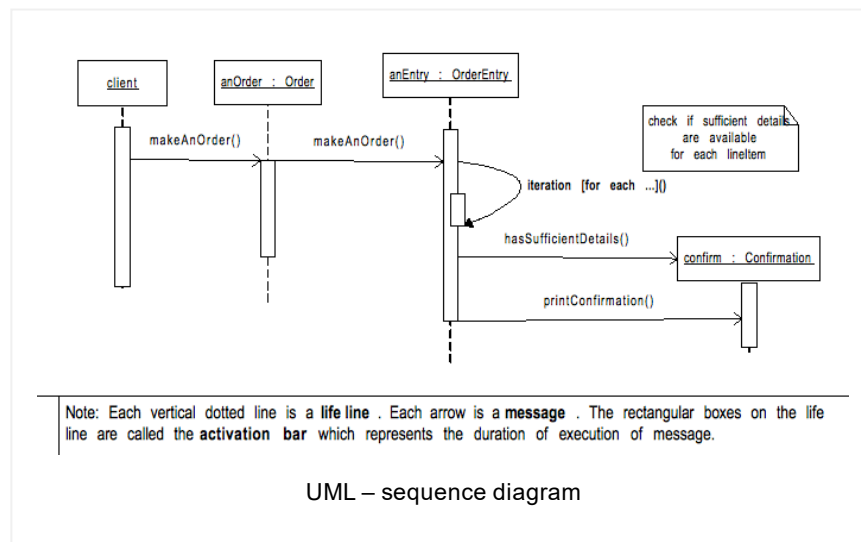 client
anOrder : Order
anEntry : OrderEntry
check if sufficient details
are available
for each lineItem
makeAnOrder()
makeAnOrder()
iteration [for each ...]()
hasSufficientDetails()
confirm : Confirmation
printConfirmation()
Note: Each vertical dotted line is a life line . Each arrow is a message . The rectangular boxes on the life
line are called the activation bar which represents the duration of execution of message.
UML – sequence diagram